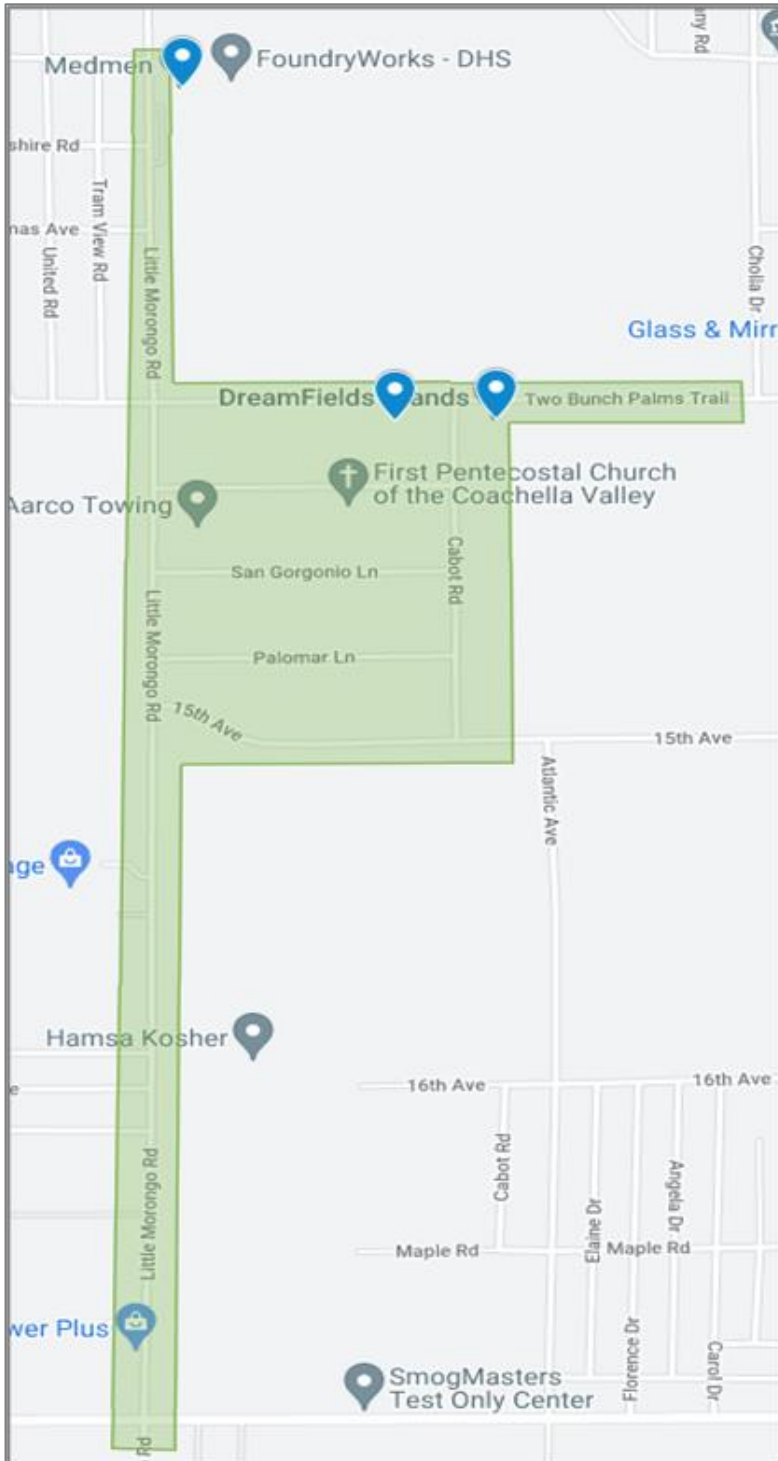 Medmen
FoundryWorks - DHS
any Rd
shire Rd
Tram View Rd
mas Ave
United Rd
Little Morongo Rd
Cholla Dr
Glass & Mirr
DreamFields
ands
Two Bunch Palms Trail
First Pentecostal Church
of the Coachella Valley
Aarco Towing
Cabot Rd
San Gorgonio Ln
Little Morongo Rd
Palomar Ln
15th Ave
15th Ave
Atlantic Ave
age
Hamsa Kosher
e
16th Ave
16th Ave
Cabot Rd
Angela Dr
Elaine Dr
Little Morongo Rd
Maple Rd
Maple Rd
wer Plus
Florence Dr
Carol Dr
SmogMasters
Test Only Center
Rd